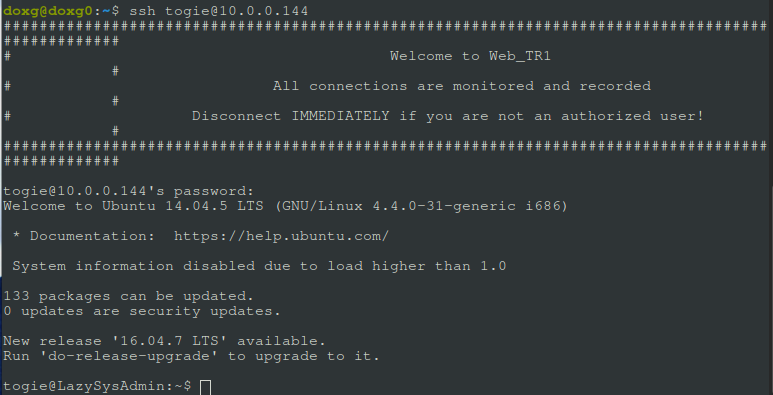 doxg@doxg0:~$ ssh togie@10.0.0.144
#####################################################################################
#############
#                                          Welcome to Web_TR1
            #
#                             All connections are monitored and recorded
            #
#                    Disconnect IMMEDIATELY if you are not an authorized user!
            #
#####################################################################################
#############
togie@10.0.0.144's password:
Welcome to Ubuntu 14.04.5 LTS (GNU/Linux 4.4.0-31-generic i686)
 * Documentation:  https://help.ubuntu.com/
 System information disabled due to load higher than 1.0
133 packages can be updated.
0 updates are security updates.
New release '16.04.7 LTS' available.
Run 'do-release-upgrade' to upgrade to it.
togie@LazySysAdmin:~$